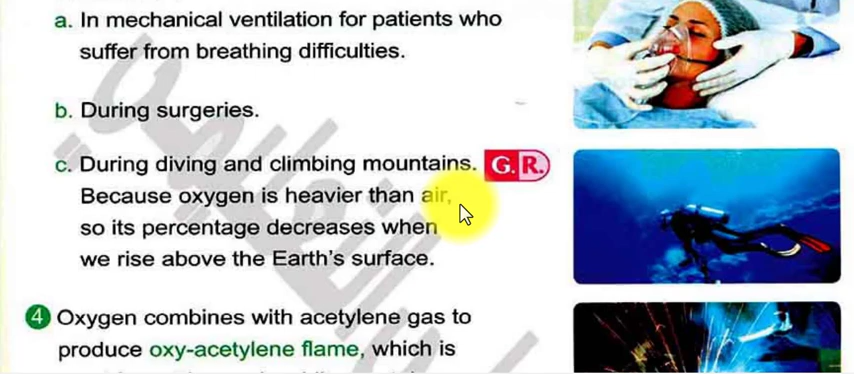 a. In mechanical ventilation for patients who
suffer from breathing difficulties.
b. During surgeries.
c. During diving and climbing mountains. G.R.
Because oxygen is heavier than air,
so its percentage decreases when
we rise above the Earth's surface.
4 Oxygen combines with acetylene gas to
produce oxy-acetylene flame, which is